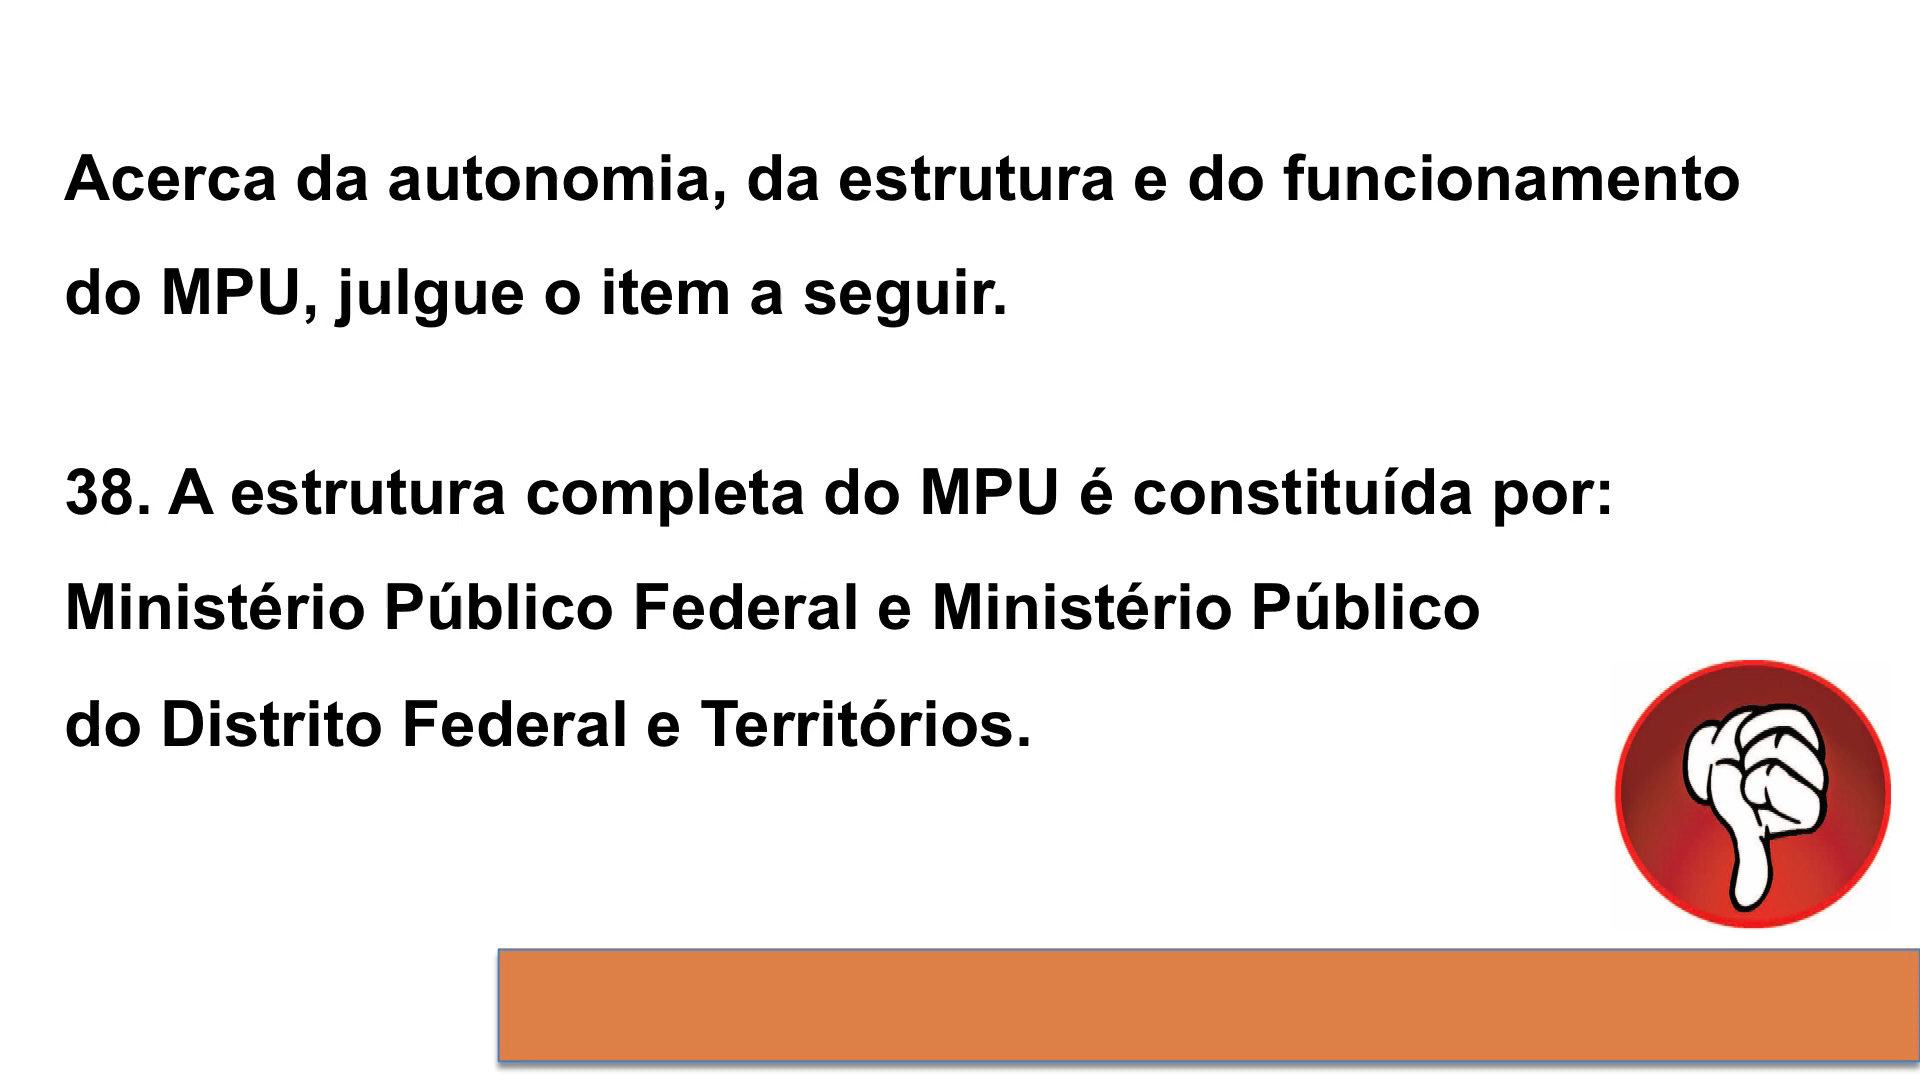 Acerca da autonomia, da estrutura e do funcionamento
do MPU, julgue o item a seguir.
38. A estrutura completa do MPU é constituída por:
Ministério Público Federal e Ministério Público
do Distrito Federal e Territórios.